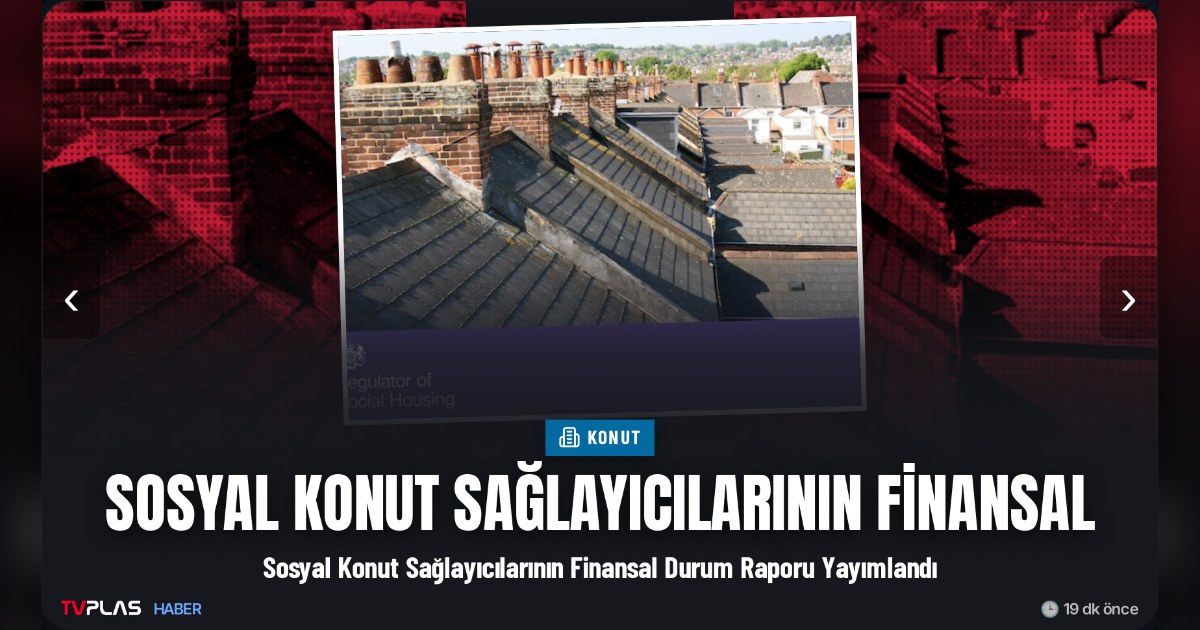 egulator of
ocial Housing
KONUT
SOSYAL KONUT SAĞLAYICILARININ FİNANSAL
Sosyal Konut Sağlayıcılarının Finansal Durum Raporu Yayımlandı
TVPLAS HABER
19 dk önce